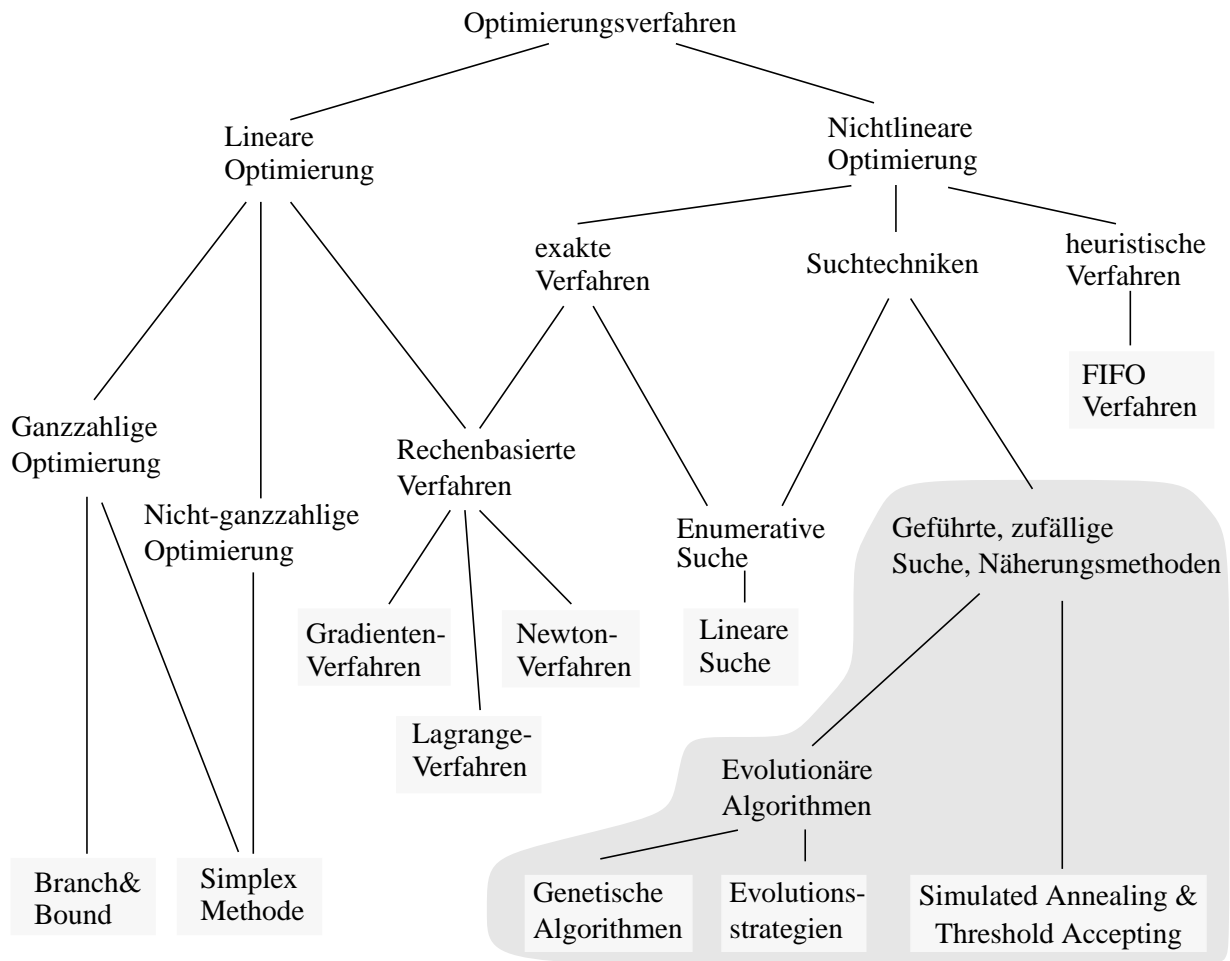 Optimierungsverfahren
Lineare
Optimierung
Nichtlineare
Optimierung
exakte
Verfahren
Suchtechniken
heuristische
Verfahren
FIFO
Verfahren
Ganzzahlige
Optimierung
Rechenbasierte
Verfahren
Nicht-ganzzahlige
Optimierung
Enumerative
Suche
Geführte, zufällige
Suche, Näherungsmethoden
Gradienten-
Verfahren
Newton-
Verfahren
Lineare
Suche
Lagrange-
Verfahren
Evolutionäre
Algorithmen
Branch&
Bound
Simplex
Methode
Genetische
Algorithmen
Evolutions-
strategien
Simulated Annealing &
Threshold Accepting